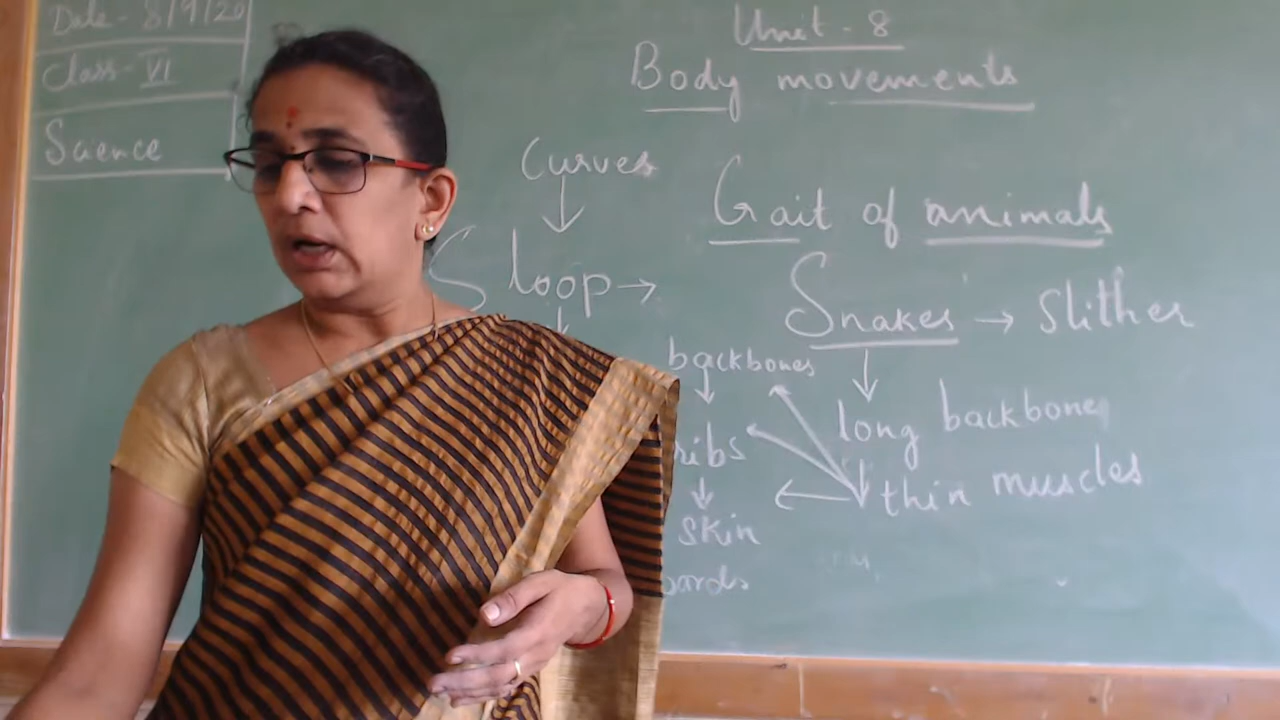 Date - 8/9/20
Class - VI
Science
Unit - 8
Body movements
Curves
Gait of animals
S loop →
Snakes → Slither
backbones
long backbone
ribs
thin muscles
skin